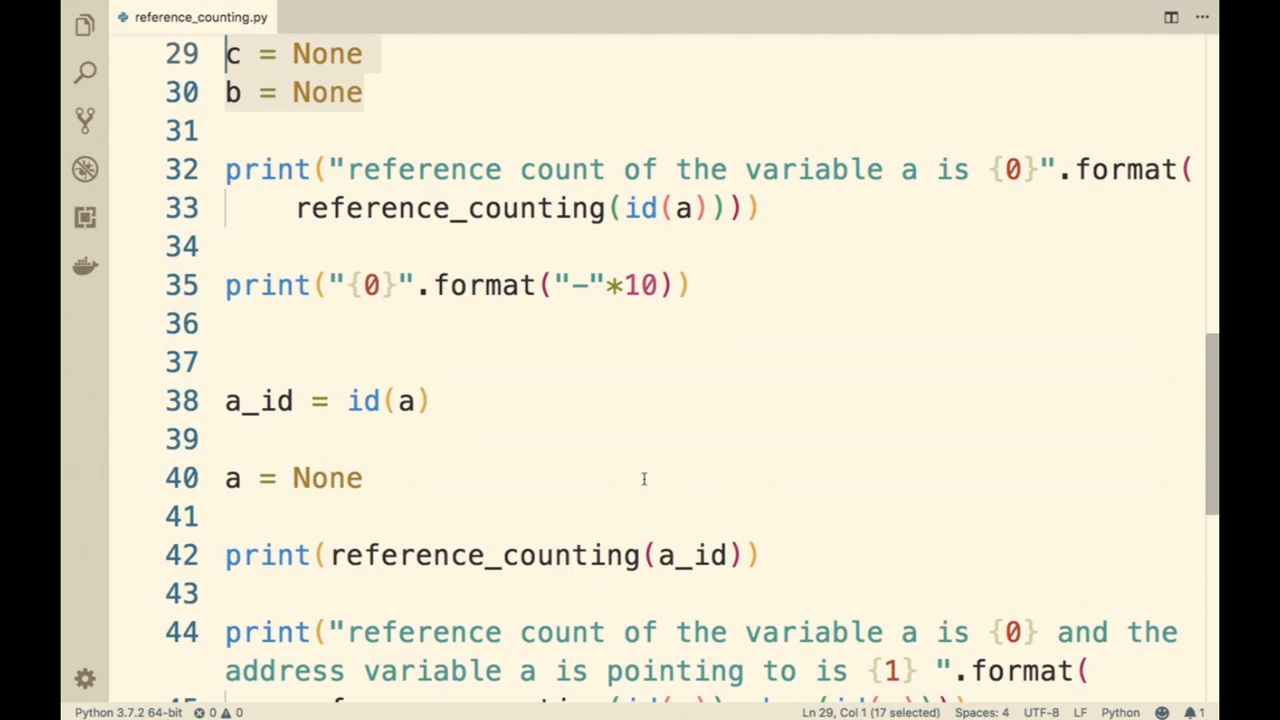 reference_counting.py
29 c = None
30 b = None
31
32 print("reference count of the variable a is {0}".format(
33 reference_counting(id(a))))
34
35 print("{0}".format("-"*10))
36
37
38 a_id = id(a)
39
40 a = None
41
42 print(reference_counting(a_id))
43
44 print("reference count of the variable a is {0} and the
address variable a is pointing to is {1} ".format(
Python 3.7.2 64-bit 0 0 Ln 29, Col 1 (17 selected) Spaces: 4 UTF-8 LF Python 1